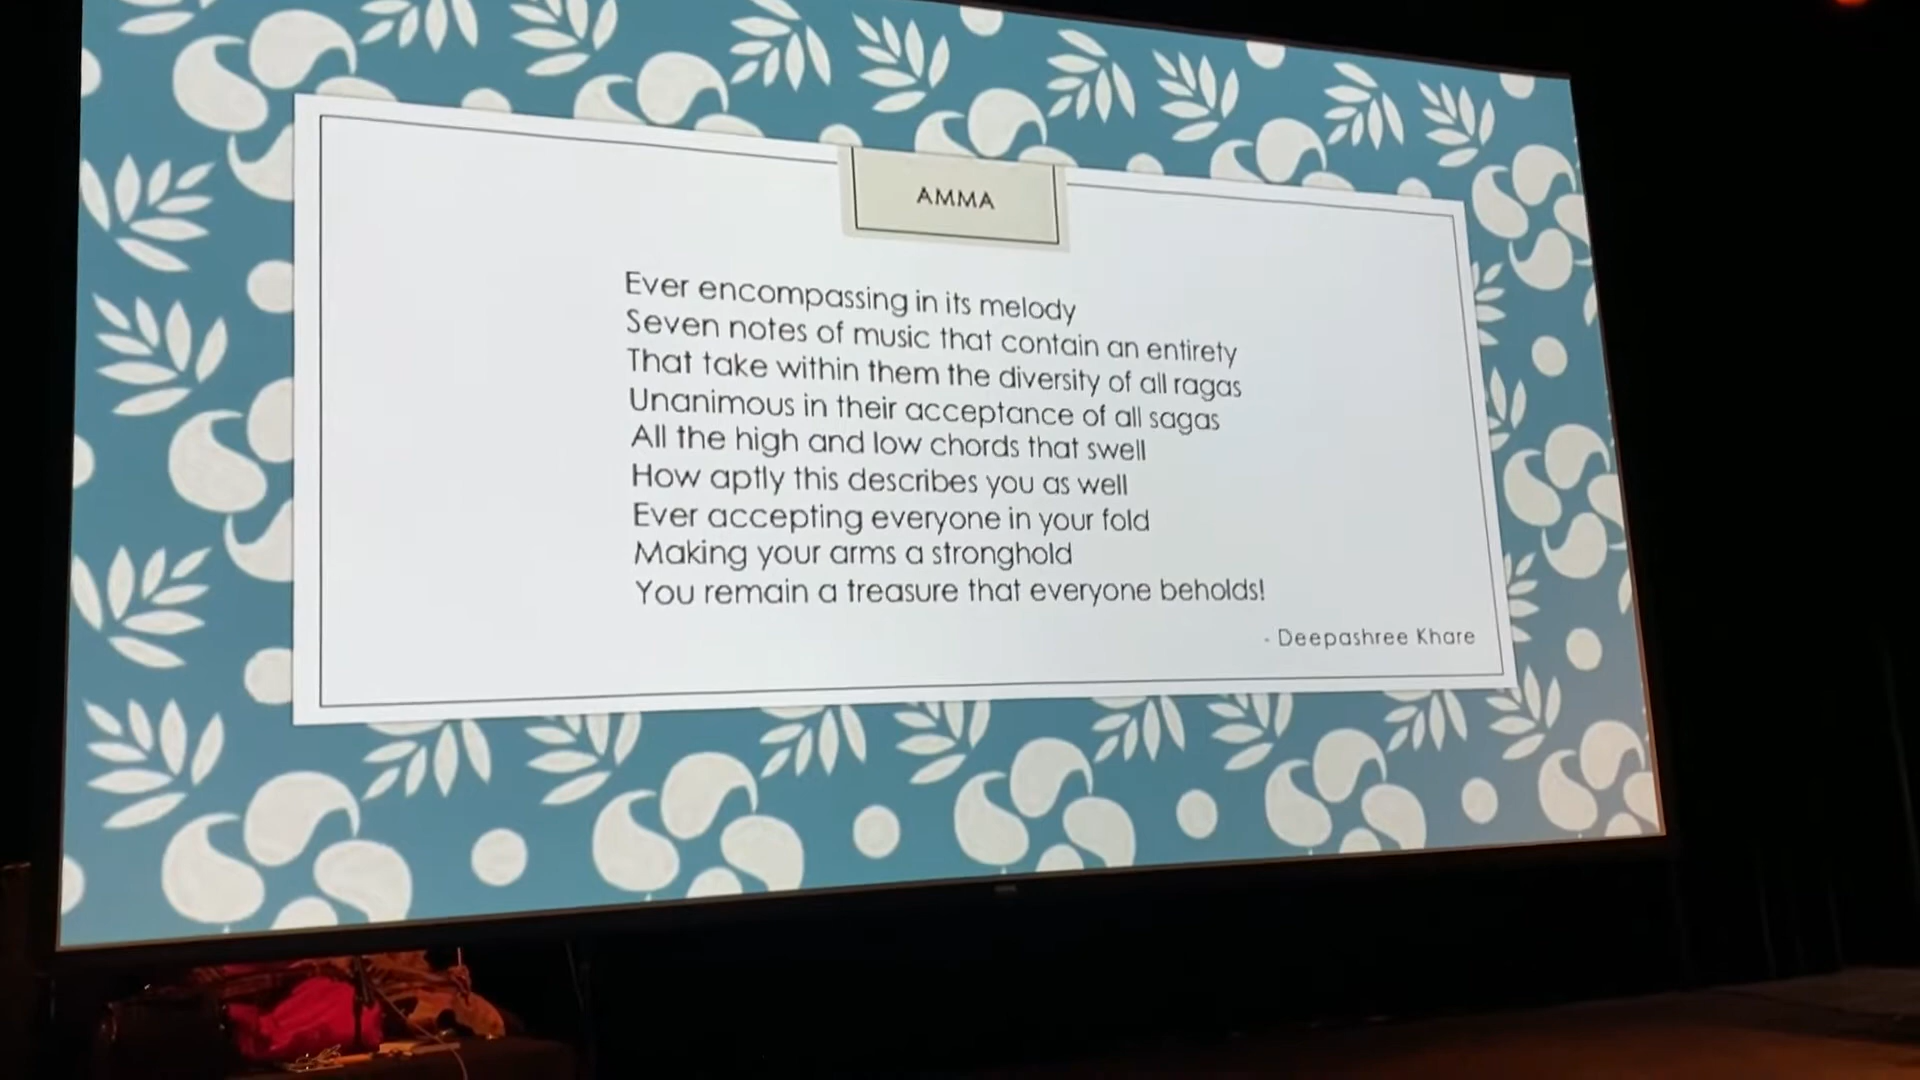 AMMA
Ever encompassing in its melody
Seven notes of music that contain an entirety
That take within them the diversity of all ragas
Unanimous in their acceptance of all sagas
All the high and low chords that swell
How aptly this describes you as well
Ever accepting everyone in your fold
Making your arms a stronghold
You remain a treasure that everyone beholds!
- Deepashree Khare